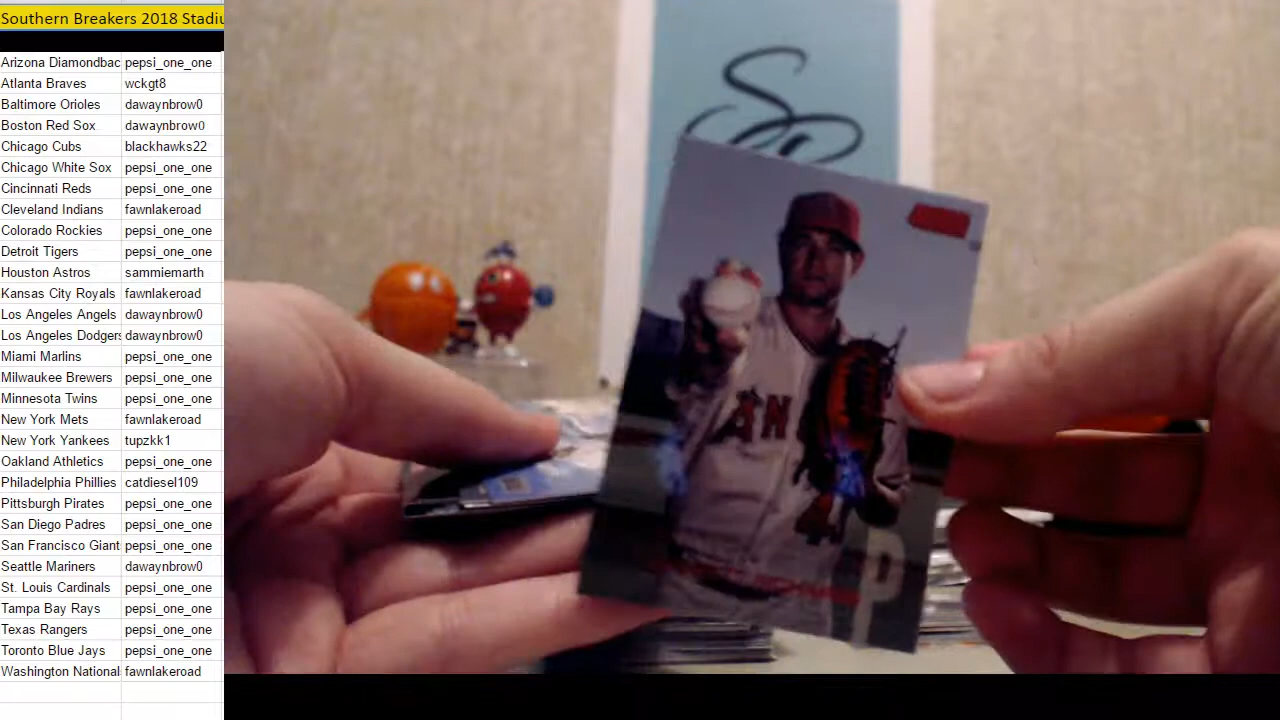 Southern Breakers 2018 Stadiu
Arizona Diamondbac pepsi_one_one
Atlanta Braves wckgt8
Baltimore Orioles dawaynbrow0
Boston Red Sox dawaynbrow0
Chicago Cubs blackhawks22
Chicago White Sox pepsi_one_one
Cincinnati Reds pepsi_one_one
Cleveland Indians fawnlakeroad
Colorado Rockies pepsi_one_one
Detroit Tigers pepsi_one_one
Houston Astros sammiemarth
Kansas City Royals fawnlakeroad
Los Angeles Angels dawaynbrow0
Los Angeles Dodgers dawaynbrow0
Miami Marlins pepsi_one_one
Milwaukee Brewers pepsi_one_one
Minnesota Twins pepsi_one_one
New York Mets fawnlakeroad
New York Yankees tupzkk1
Oakland Athletics pepsi_one_one
Philadelphia Phillies catdiesel109
Pittsburgh Pirates pepsi_one_one
San Diego Padres pepsi_one_one
San Francisco Giant pepsi_one_one
Seattle Mariners dawaynbrow0
St. Louis Cardinals pepsi_one_one
Tampa Bay Rays pepsi_one_one
Texas Rangers pepsi_one_one
Toronto Blue Jays pepsi_one_one
Washington National fawnlakeroad
AN
P